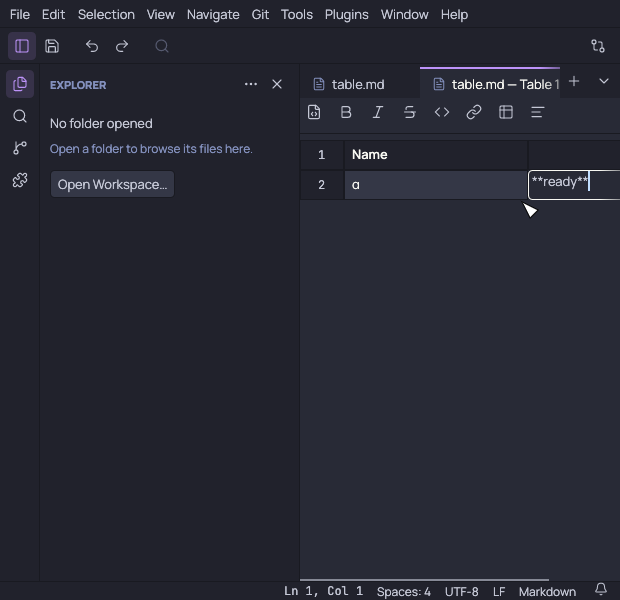 File Edit Selection View Navigate Git Tools Plugins Window Help
EXPLORER
table.md
table.md — Table 1
No folder opened
Open a folder to browse its files here.
Open Workspace...
1 Name
2 a **ready**
Ln 1, Col 1 Spaces: 4 UTF-8 LF Markdown